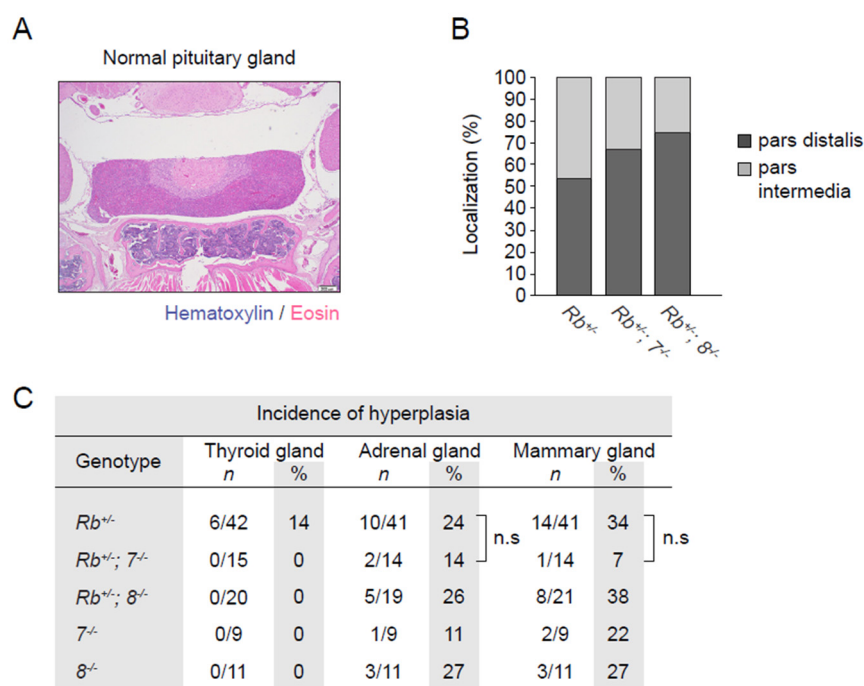 A
Normal pituitary gland
Hematoxylin / Eosin
B
Localization (%)
100
90
80
70
60
50
40
30
20
10
0
Rb+/-
Rb+/-; 7-/-
Rb+/-; 8-/-
pars distalis
pars
intermedia
C
Incidence of hyperplasia
Genotype Thyroid gland Adrenal gland Mammary gland
n % n % n %
Rb+/- 6/42 14 10/41 24 14/41 34
n.s n.s
Rb+/-; 7-/- 0/15 0 2/14 14 1/14 7
Rb+/-; 8-/- 0/20 0 5/19 26 8/21 38
7-/- 0/9 0 1/9 11 2/9 22
8-/- 0/11 0 3/11 27 3/11 27